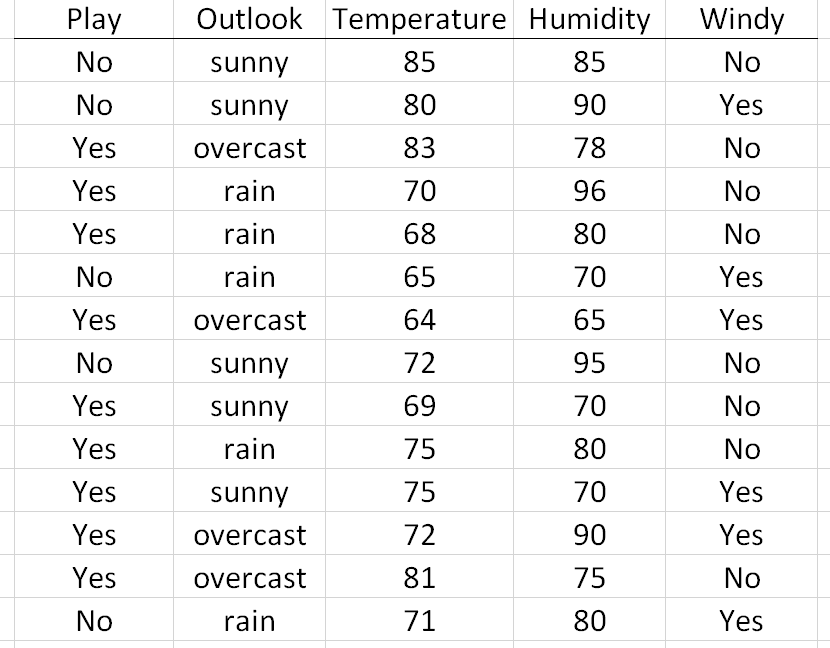 Play Outlook Temperature Humidity Windy
No sunny 85 85 No
No sunny 80 90 Yes
Yes overcast 83 78 No
Yes rain 70 96 No
Yes rain 68 80 No
No rain 65 70 Yes
Yes overcast 64 65 Yes
No sunny 72 95 No
Yes sunny 69 70 No
Yes rain 75 80 No
Yes sunny 75 70 Yes
Yes overcast 72 90 Yes
Yes overcast 81 75 No
No rain 71 80 Yes